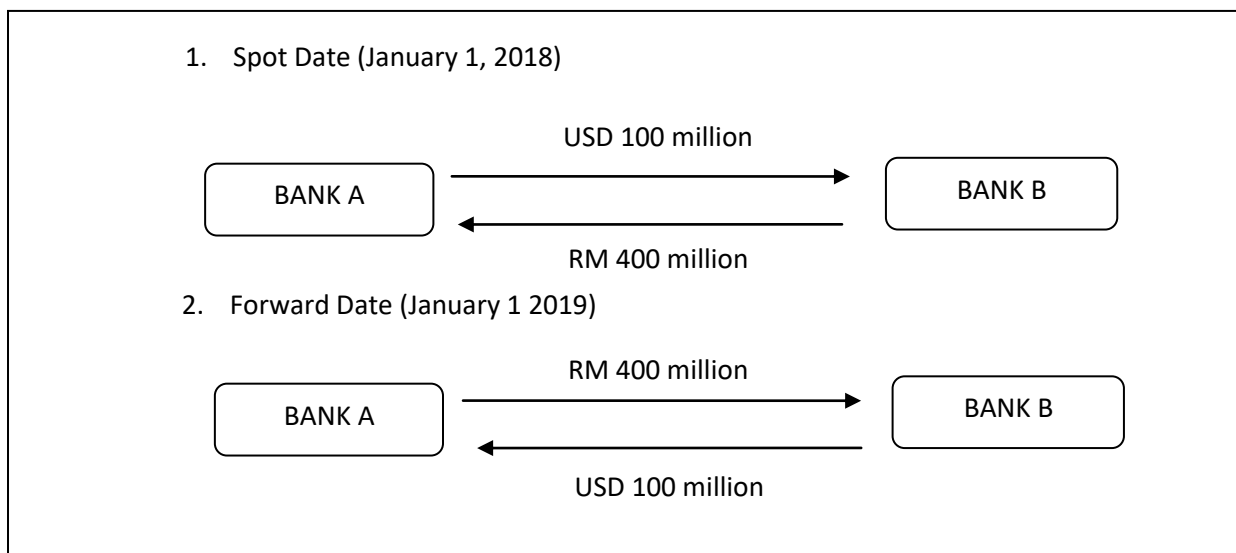 1. Spot Date (January 1, 2018)
USD 100 million
BANK A
BANK B
RM 400 million
2. Forward Date (January 1 2019)
RM 400 million
BANK A
BANK B
USD 100 million